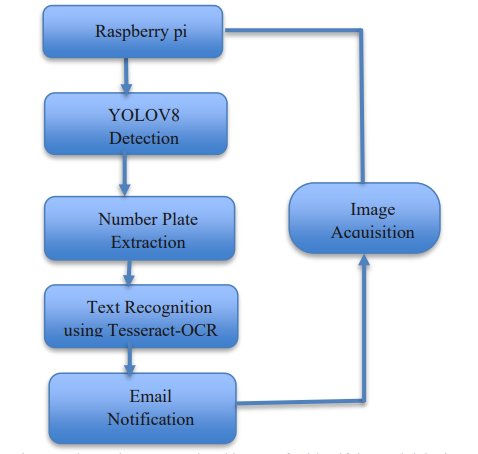 Raspberry pi
YOLOV8
Detection
Number Plate
Extraction
Image
Acquisition
Text Recognition
using Tesseract-OCR
Email
Notification